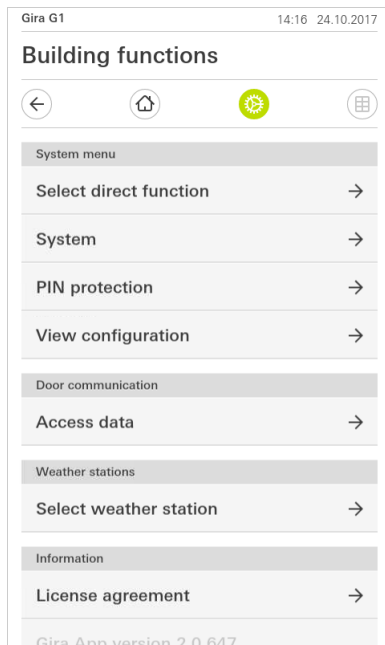 Gira G1 14:16 24.10.2017
Building functions
System menu
Select direct function
System
PIN protection
View configuration
Door communication
Access data
Weather stations
Select weather station
Information
License agreement
Gira App version 2.0.647